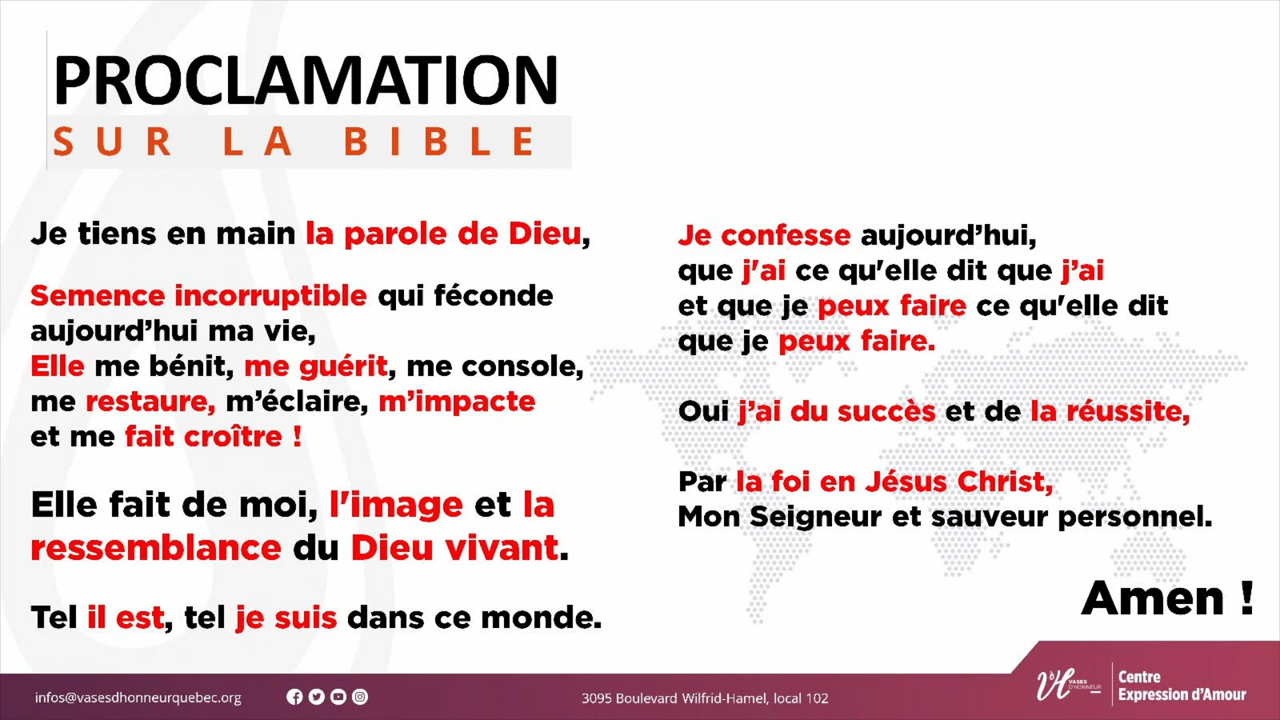 PROCLAMATION
SUR LA BIBLE
Je tiens en main la parole de Dieu,
Semence incorruptible qui féconde
aujourd’hui ma vie,
Elle me bénit, me guérit, me console,
me restaure, m’éclaire, m’impacte
et me fait croître !
Elle fait de moi, l'image et la
ressemblance du Dieu vivant.
Tel il est, tel je suis dans ce monde.
Je confesse aujourd’hui,
que j'ai ce qu'elle dit que j’ai
et que je peux faire ce qu'elle dit
que je peux faire.
Oui j’ai du succès et de la réussite,
Par la foi en Jésus Christ,
Mon Seigneur et sauveur personnel.
Amen !
infos@vasesdhonneurquebec.org
3095 Boulevard Wilfrid-Hamel, local 102
VH VASES
D'HONNEUR
Centre
Expression d’Amour